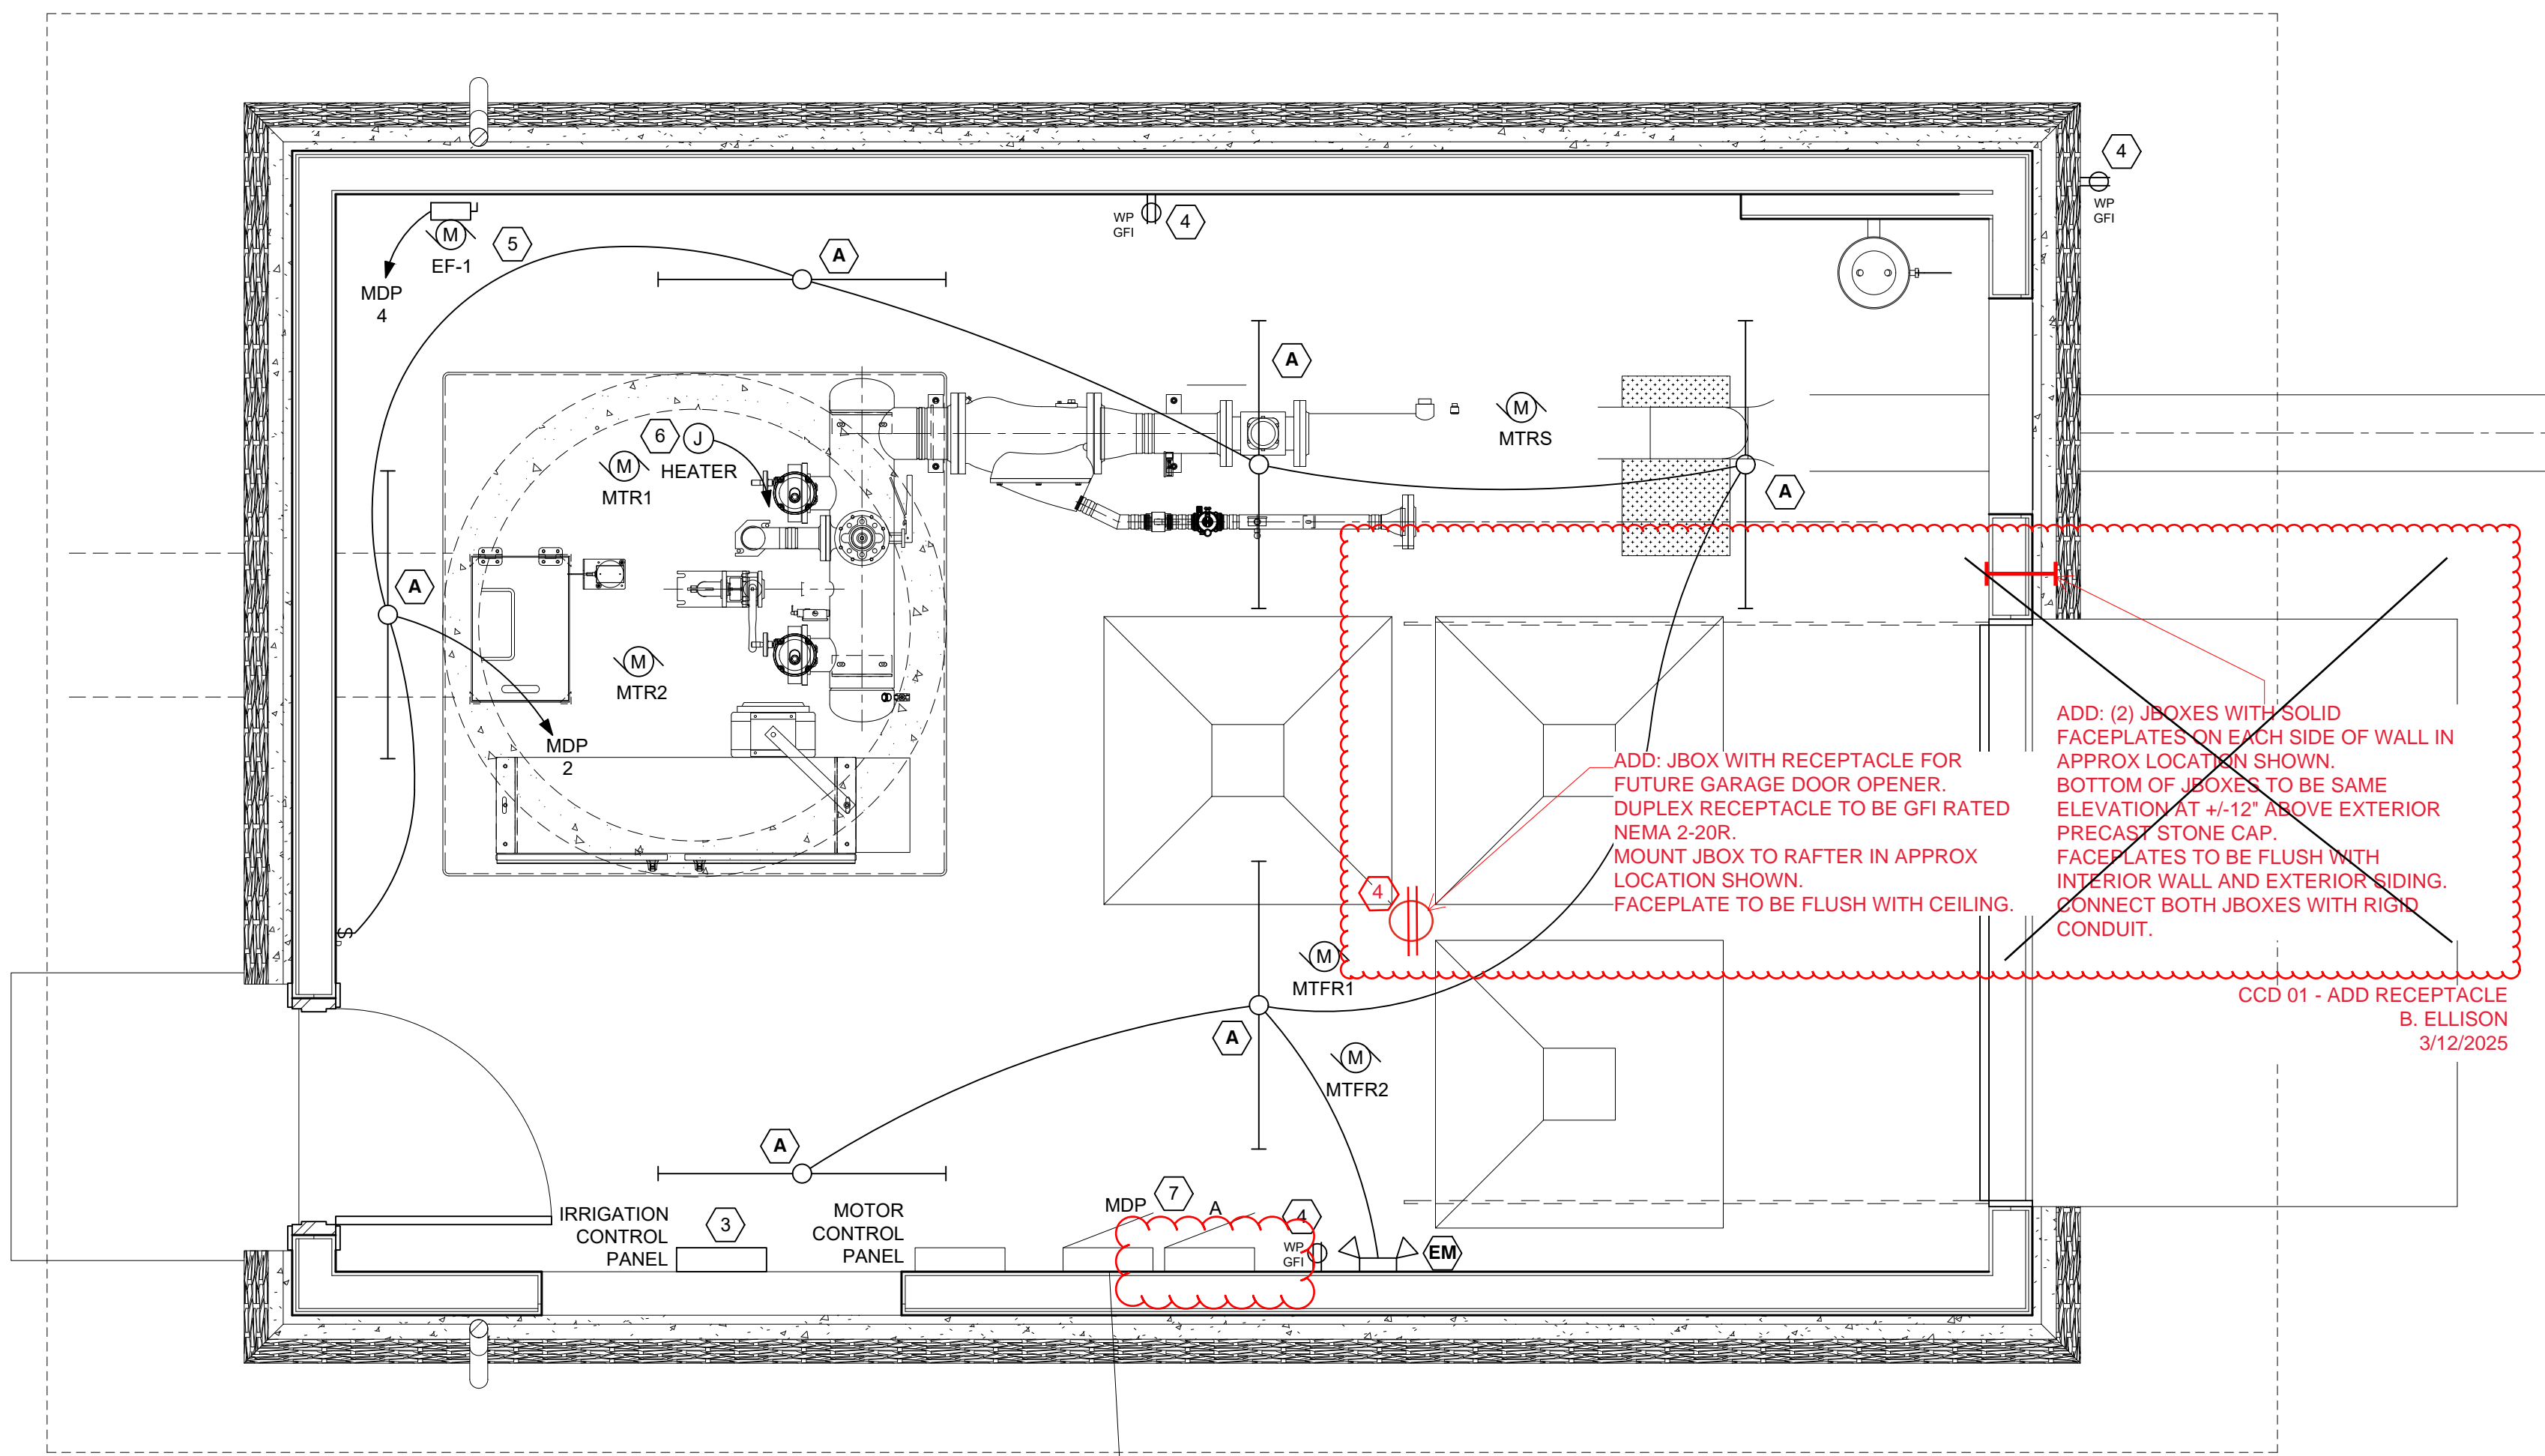 4
WP
GFI
WP
GFI
4
M
EF-1
5
MDP
4
A
A
M
MTRS
A
6
J
HEATER
M
MTR1
A
M
MTR2
MDP
2
ADD: (2) JBOXES WITH SOLID
FACEPLATES ON EACH SIDE OF WALL IN
APPROX LOCATION SHOWN.
BOTTOM OF JBOXES TO BE SAME
ELEVATION AT +/-12" ABOVE EXTERIOR
PRECAST STONE CAP.
FACEPLATES TO BE FLUSH WITH
INTERIOR WALL AND EXTERIOR SIDING.
CONNECT BOTH JBOXES WITH RIGID
CONDUIT.
ADD: JBOX WITH RECEPTACLE FOR
FUTURE GARAGE DOOR OPENER.
DUPLEX RECEPTACLE TO BE GFI RATED
NEMA 2-20R.
MOUNT JBOX TO RAFTER IN APPROX
LOCATION SHOWN.
FACEPLATE TO BE FLUSH WITH CEILING.
4
S
P
M
MTFR1
CCD 01 - ADD RECEPTACLE
B. ELLISON
3/12/2025
A
M
MTFR2
A
IRRIGATION
CONTROL
PANEL
3
MOTOR
CONTROL
PANEL
MDP
7
A
4
WP
GFI
EM